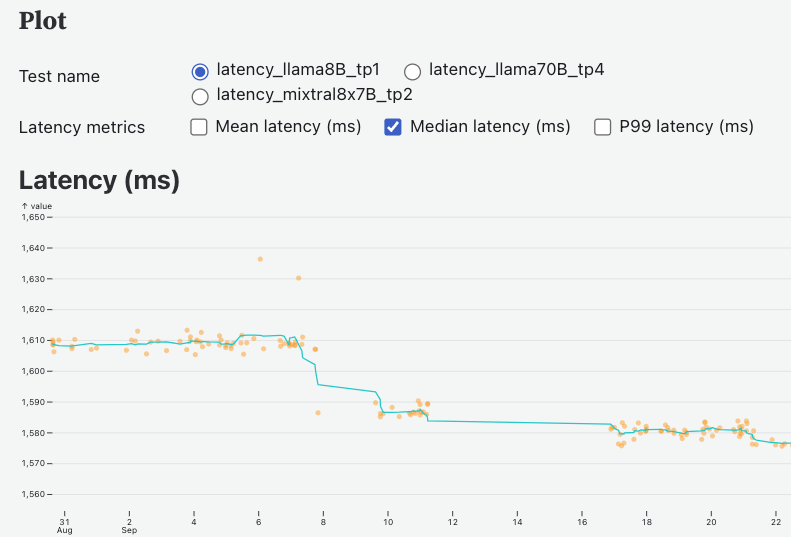 Plot
Test name
latency_llama8B_tp1 latency_llama70B_tp4
latency_mixtral8x7B_tp2
Latency metrics Mean latency (ms) Median latency (ms) P99 latency (ms)
Latency (ms)
↑ value
1,650
1,640
1,630
1,620
1,610
1,600
1,590
1,580
1,570
1,560
31 2 4 6 8 10 12 14 16 18 20 22
Aug Sep